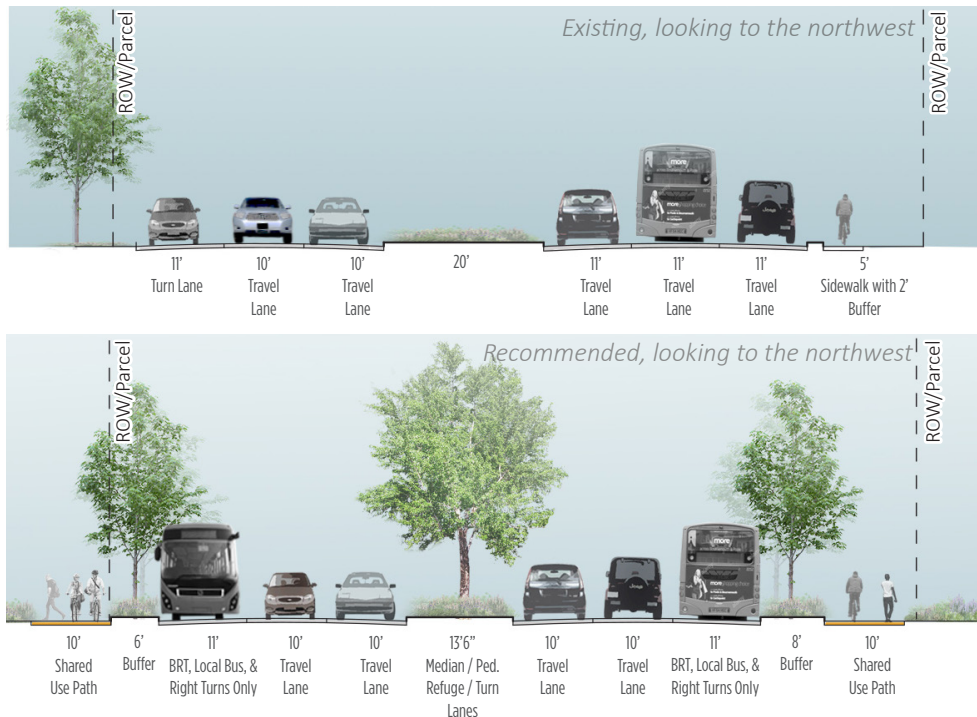 Existing, looking to the northwest
ROW/Parcel
ROW/Parcel
more
Jeep
11’
Turn Lane
10’
Travel
Lane
10’
Travel
Lane
20’
11’
Travel
Lane
11’
Travel
Lane
11’
Travel
Lane
5’
Sidewalk with 2’
Buffer
Recommended, looking to the northwest
ROW/Parcel
ROW/Parcel
more
10’
Shared
Use Path
6’
Buffer
11’
BRT, Local Bus, &
Right Turns Only
10’
Travel
Lane
10’
Travel
Lane
13’6”
Median / Ped.
Refuge / Turn
Lanes
10’
Travel
Lane
10’
Travel
Lane
11’
BRT, Local Bus, &
Right Turns Only
8’
Buffer
10’
Shared
Use Path